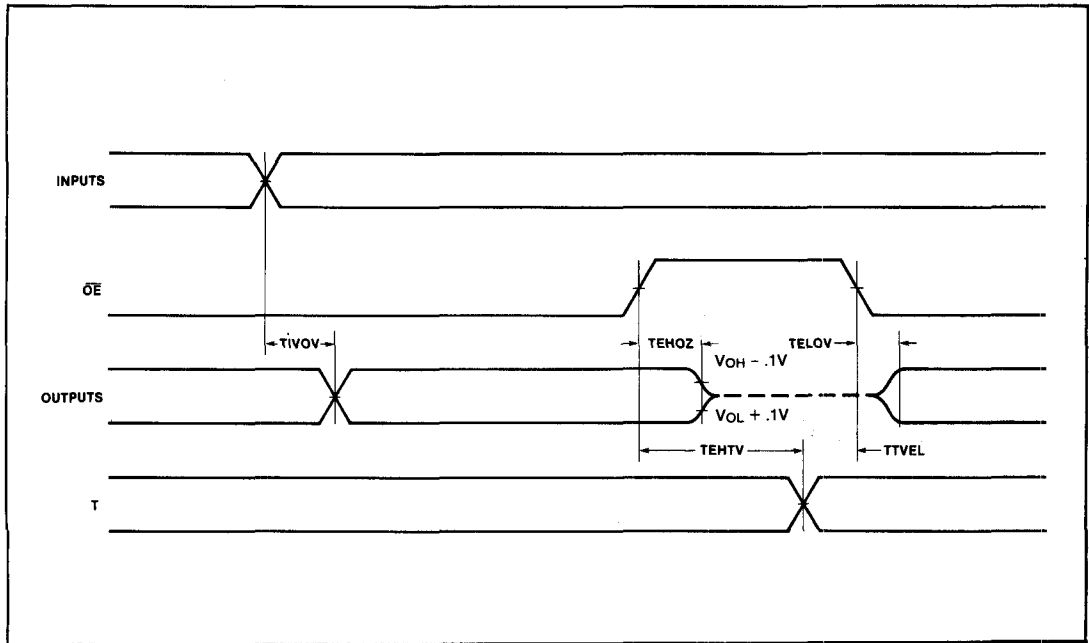 INPUTS
OE
TIVOV
TEHOZ
TELOV
VOH - .1V
OUTPUTS
VOL + .1V
TEHTV
TTVEL
T